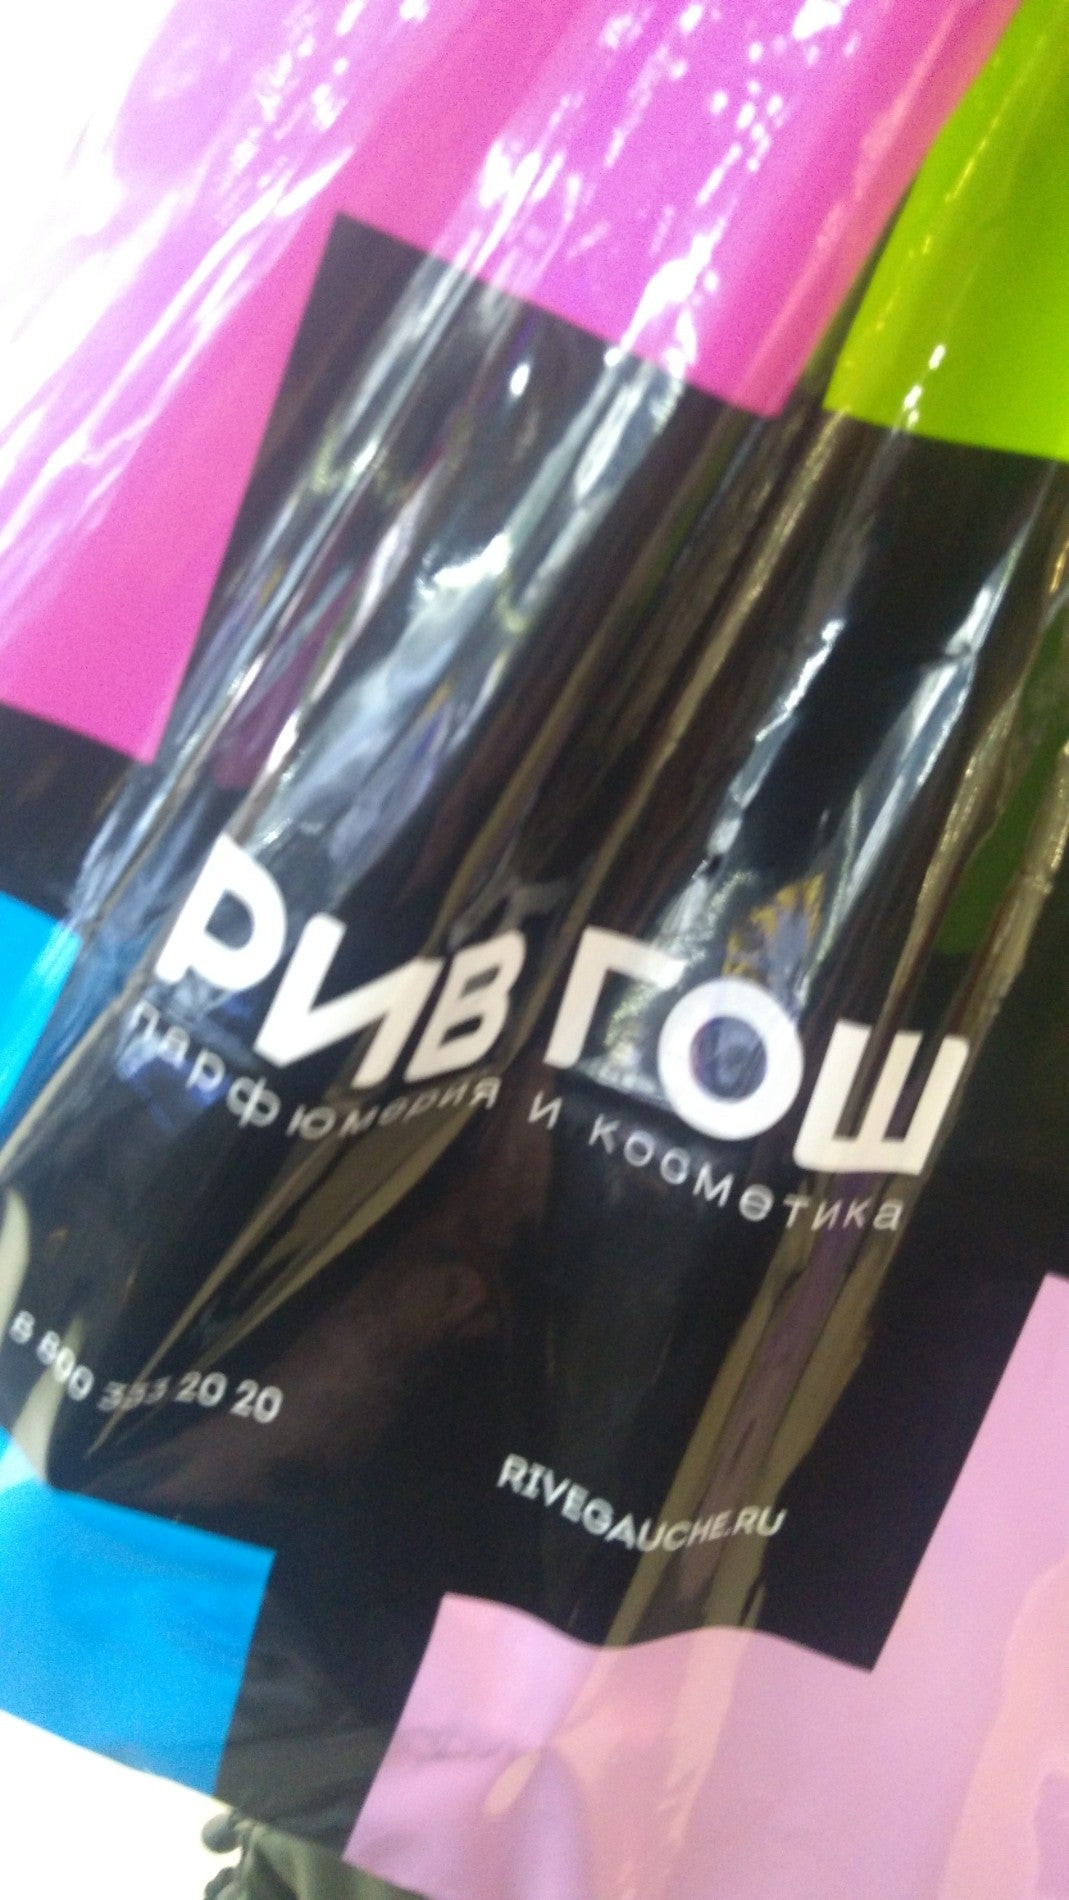 РИВ ГОШ
парфюмерия и косметика
8 800 333 20 20
RIVEGAUCHE.RU